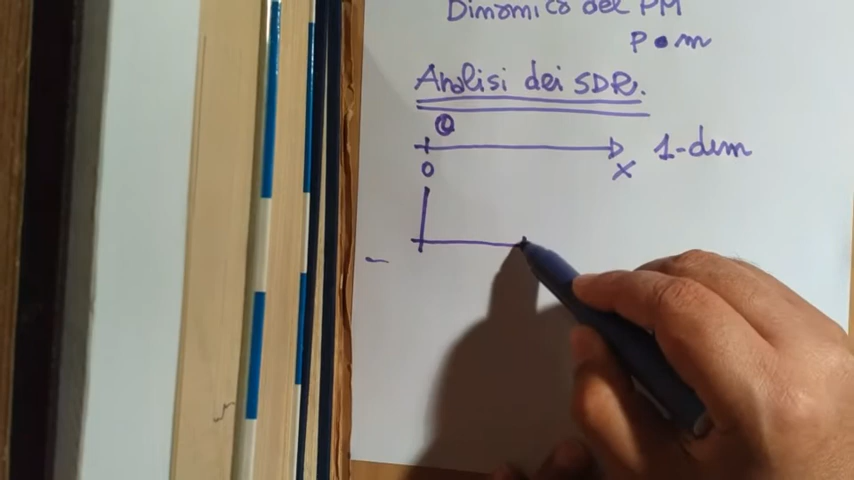 Dinamica del PM
P • m
Analisi dei SDR.
O
1-dim
0
x